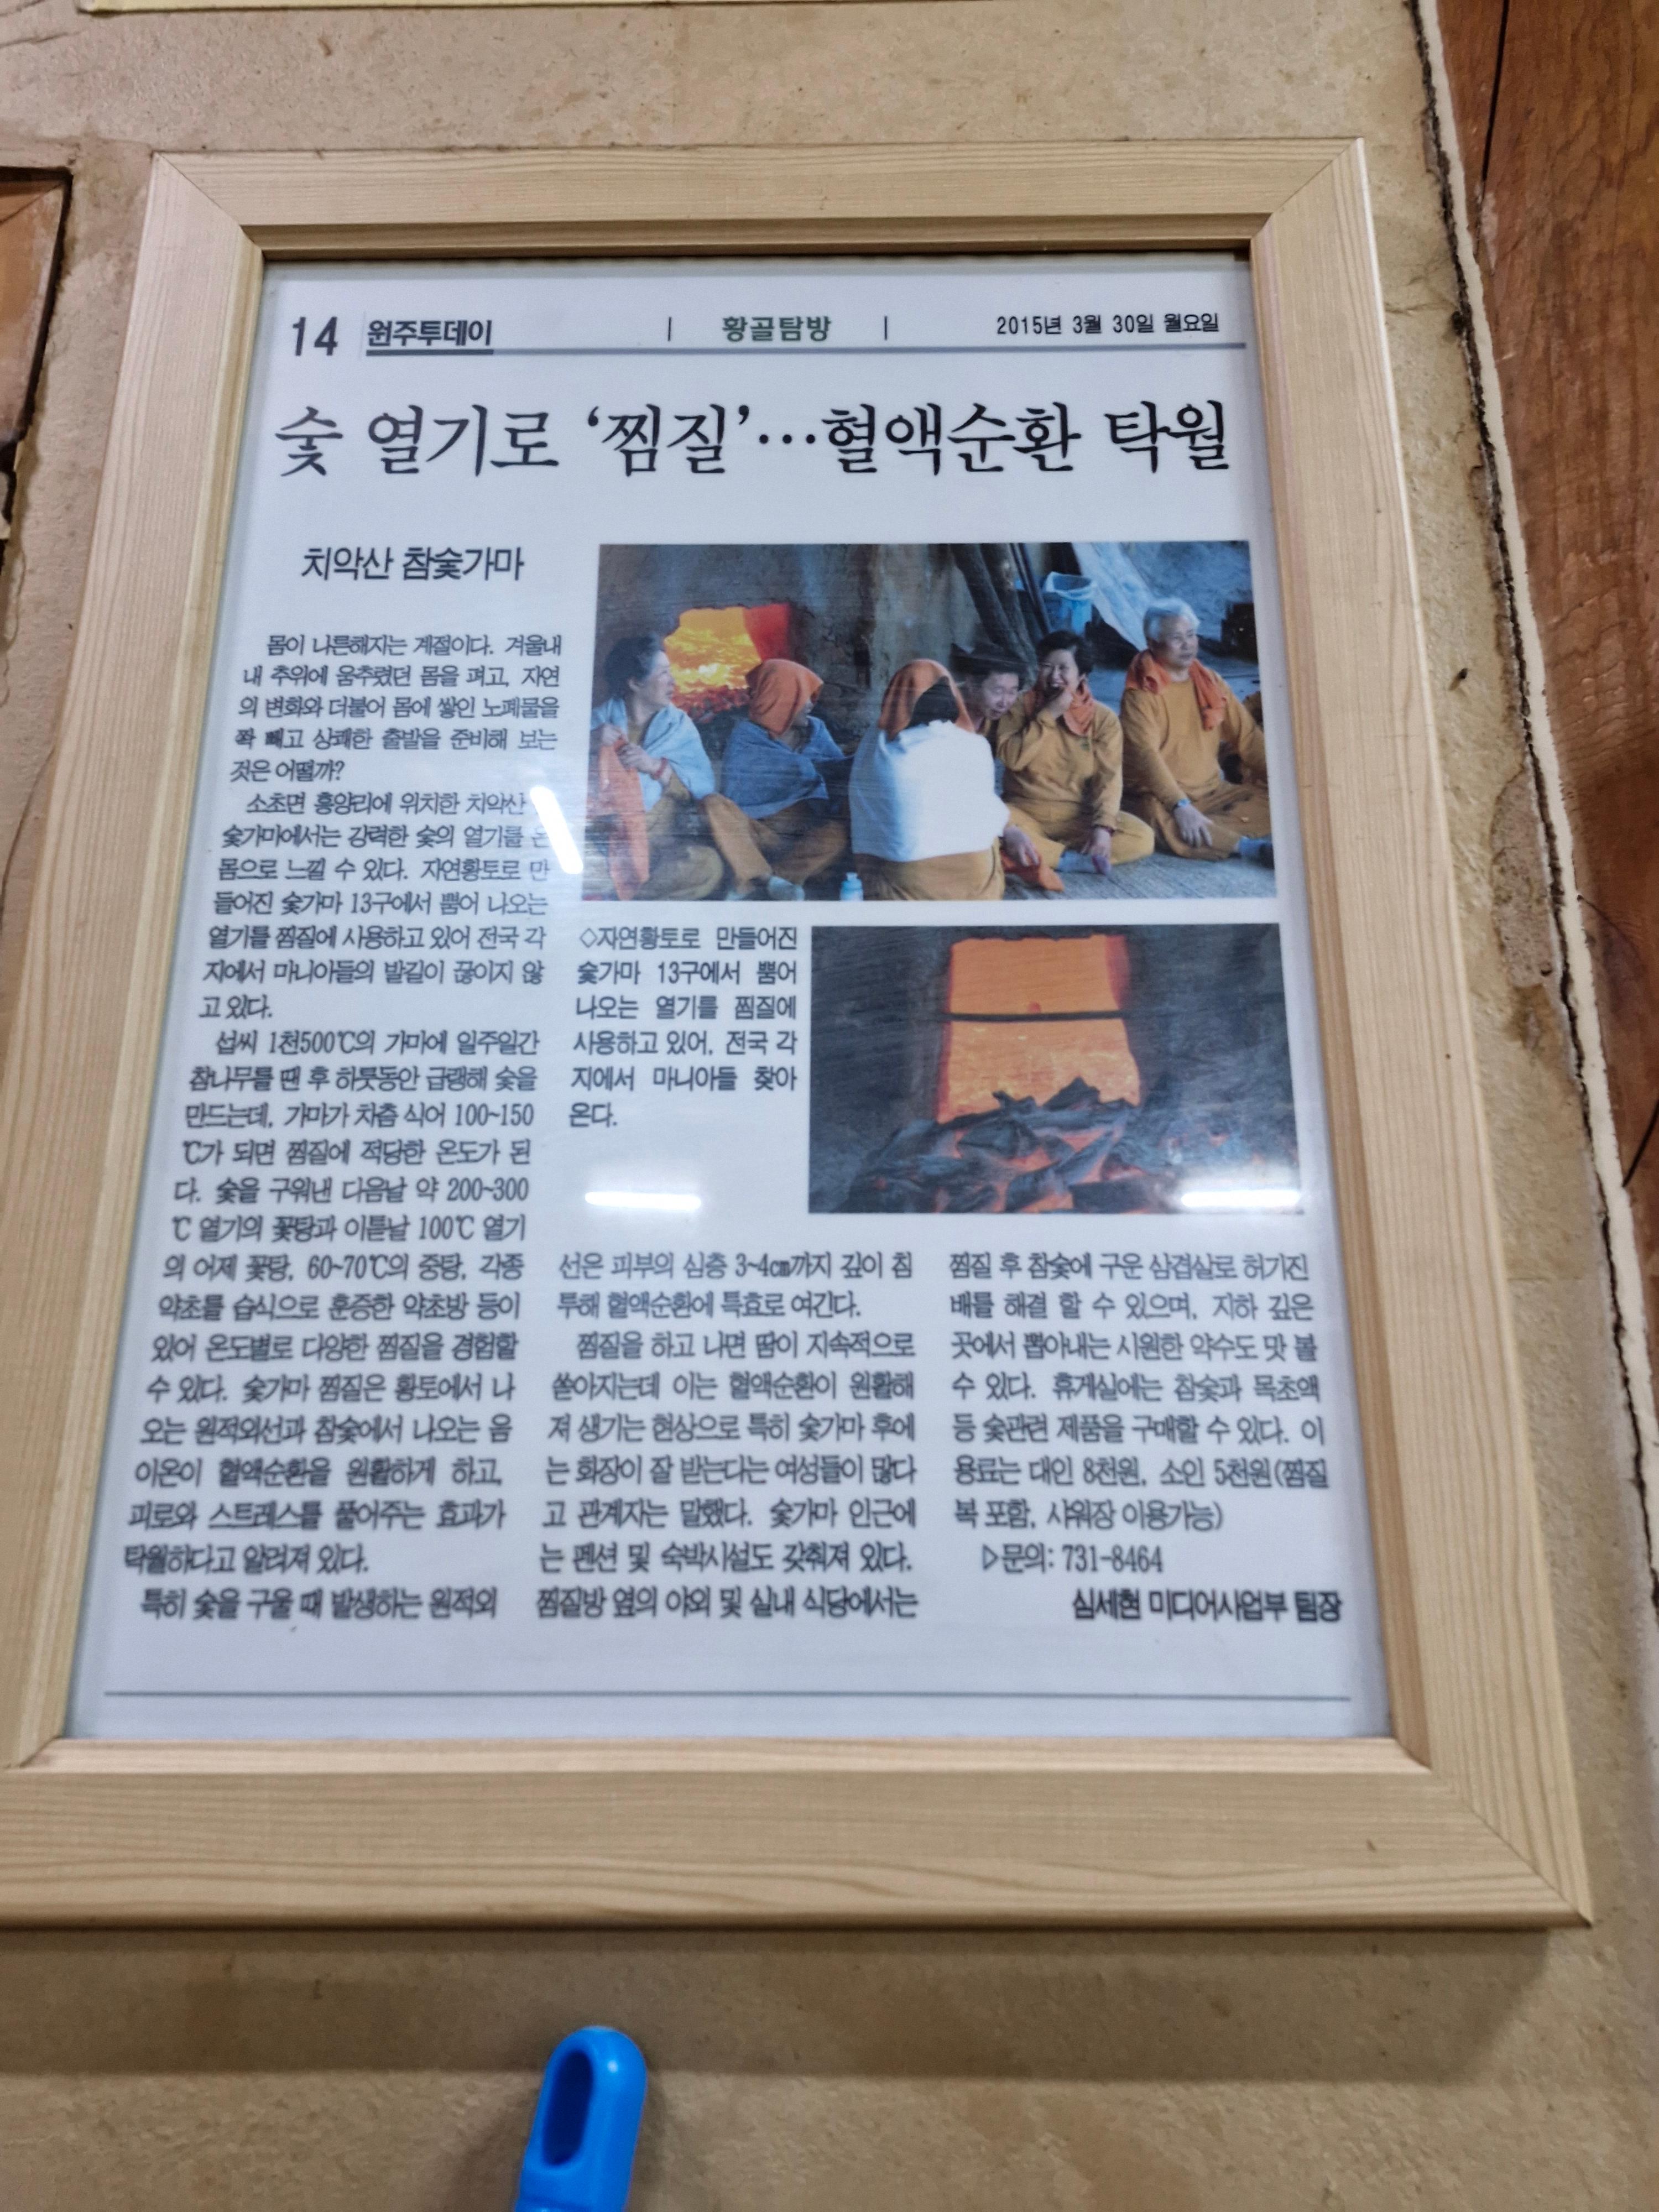 14 원주투데이 | 황골탐방 | 2015년 3월 30일 월요일
숯 열기로 ‘찜질’…혈액순환 탁월
치악산 참숯가마
몸이 나른해지는 계절이다. 겨울내
내 추위에 움추렸던 몸을 펴고, 자연
의 변화와 더불어 몸에 쌓인 노폐물을
쫙 빼고 상쾌한 출발을 준비해 보는
것은 어떨까?
소초면 흥양리에 위치한 치악산
숯가마에서는 강력한 숯의 열기를 온
몸으로 느낄 수 있다. 자연황토로 만
들어진 숯가마 13구에서 뿜어 나오는
열기를 찜질에 사용하고 있어 전국 각
지에서 마니아들의 발길이 끊이지 않
고 있다.
섭씨 1천500℃의 가마에 일주일간
참나무를 땐 후 하룻동안 급랭해 숯을
만드는데, 가마가 차츰 식어 100~150
℃가 되면 찜질에 적당한 온도가 된
다. 숯을 구워낸 다음날 약 200~300
℃ 열기의 꽃탕과 이튿날 100℃ 열기
의 어제 꽃탕, 60~70℃의 중탕, 각종
약초를 습식으로 훈증한 약초방 등이
있어 온도별로 다양한 찜질을 경험할
수 있다. 숯가마 찜질은 황토에서 나
오는 원적외선과 참숯에서 나오는 음
이온이 혈액순환을 원활하게 하고,
피로와 스트레스를 풀어주는 효과가
탁월하다고 알려져 있다.
특히 숯을 구울 때 발생하는 원적외
◇자연황토로 만들어진
숯가마 13구에서 뿜어
나오는 열기를 찜질에
사용하고 있어, 전국 각
지에서 마니아들 찾아
온다.
선은 피부의 심층 3~4㎝까지 깊이 침
투해 혈액순환에 특효로 여긴다.
찜질을 하고 나면 땀이 지속적으로
쏟아지는데 이는 혈액순환이 원활해
져 생기는 현상으로 특히 숯가마 후에
는 화장이 잘 받는다는 여성들이 많다
고 관계자는 말했다. 숯가마 인근에
는 펜션 및 숙박시설도 갖춰져 있다.
찜질방 옆의 야외 및 실내 식당에서는
찜질 후 참숯에 구운 삼겹살로 허기진
배를 해결 할 수 있으며, 지하 깊은
곳에서 뽑아내는 시원한 약수도 맛 볼
수 있다. 휴게실에는 참숯과 목초액
등 숯관련 제품을 구매할 수 있다. 이
용료는 대인 8천원, 소인 5천원(찜질
복 포함, 샤워장 이용가능)
▷문의: 731-8464
심세현 미디어사업부 팀장